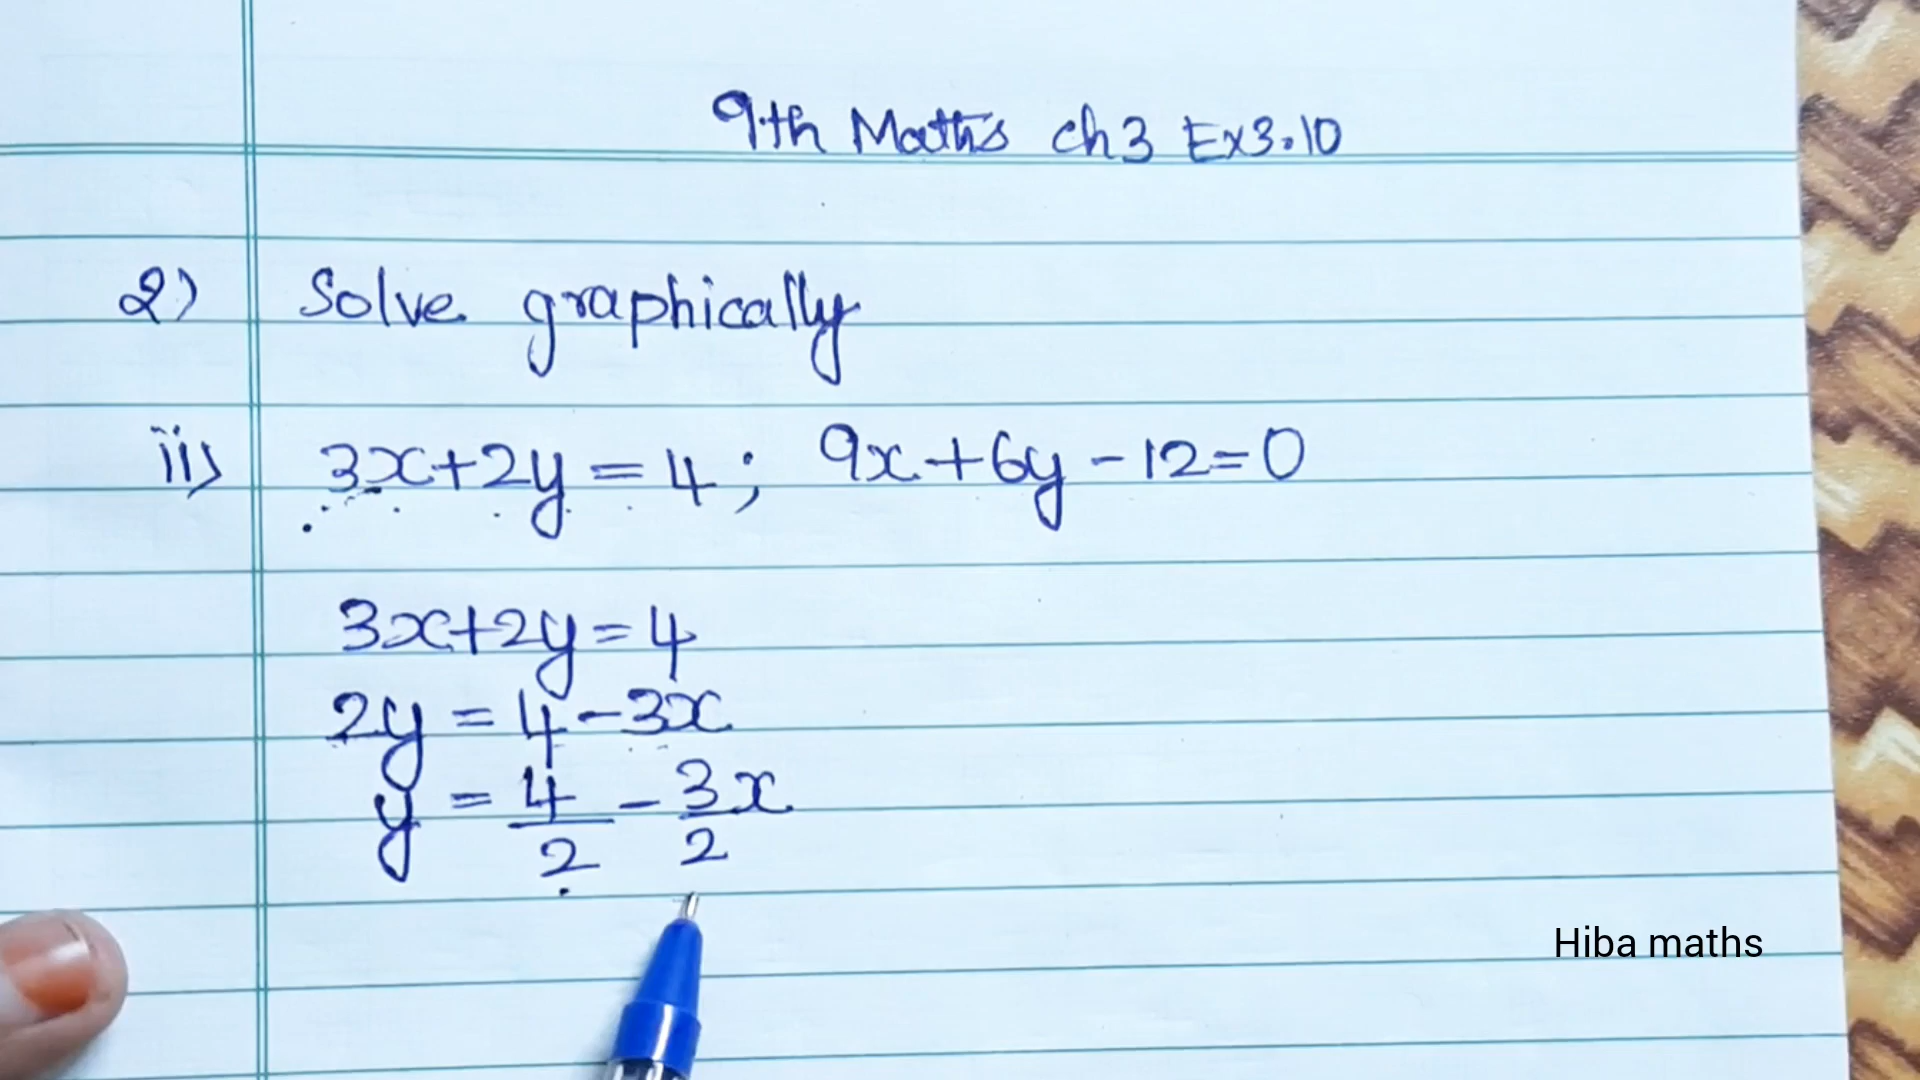 9th Maths ch3 Ex3.10
2) Solve graphically
ii) 3x+2y = 4 ; 9x+6y-12=0
3x+2y=4
2y = 4-3x
y = 4/2 - 3/2 x
Hiba maths